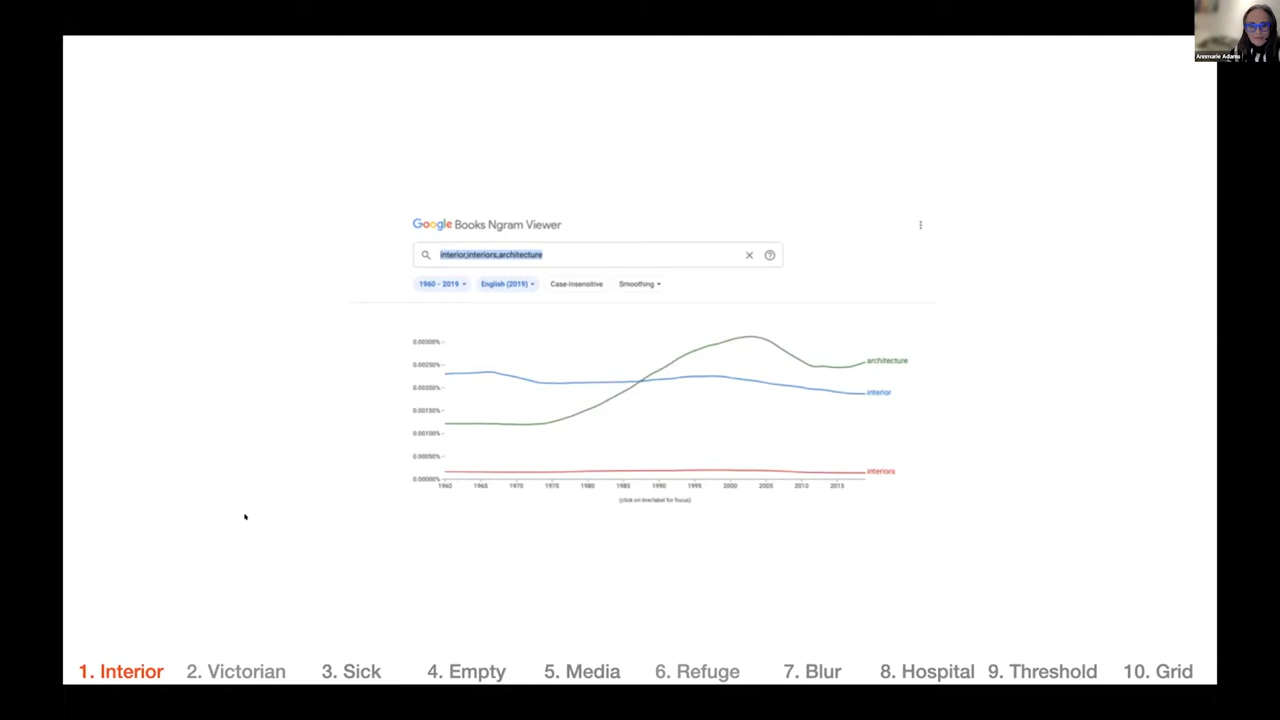 Annmarie Adams
Google Books Ngram Viewer
interior,interiors,architecture
1960 - 2019 English (2019) Case-Insensitive Smoothing
0.00300%
architecture
0.00250%
interior
0.00200%
0.00150%
0.00100%
0.00050%
interiors
0.00000%
1960 1965 1970 1975 1980 1985 1990 1995 2000 2005 2010 2015
(click on line/label for focus)
1. Interior 2. Victorian 3. Sick 4. Empty 5. Media 6. Refuge 7. Blur 8. Hospital 9. Threshold 10. Grid